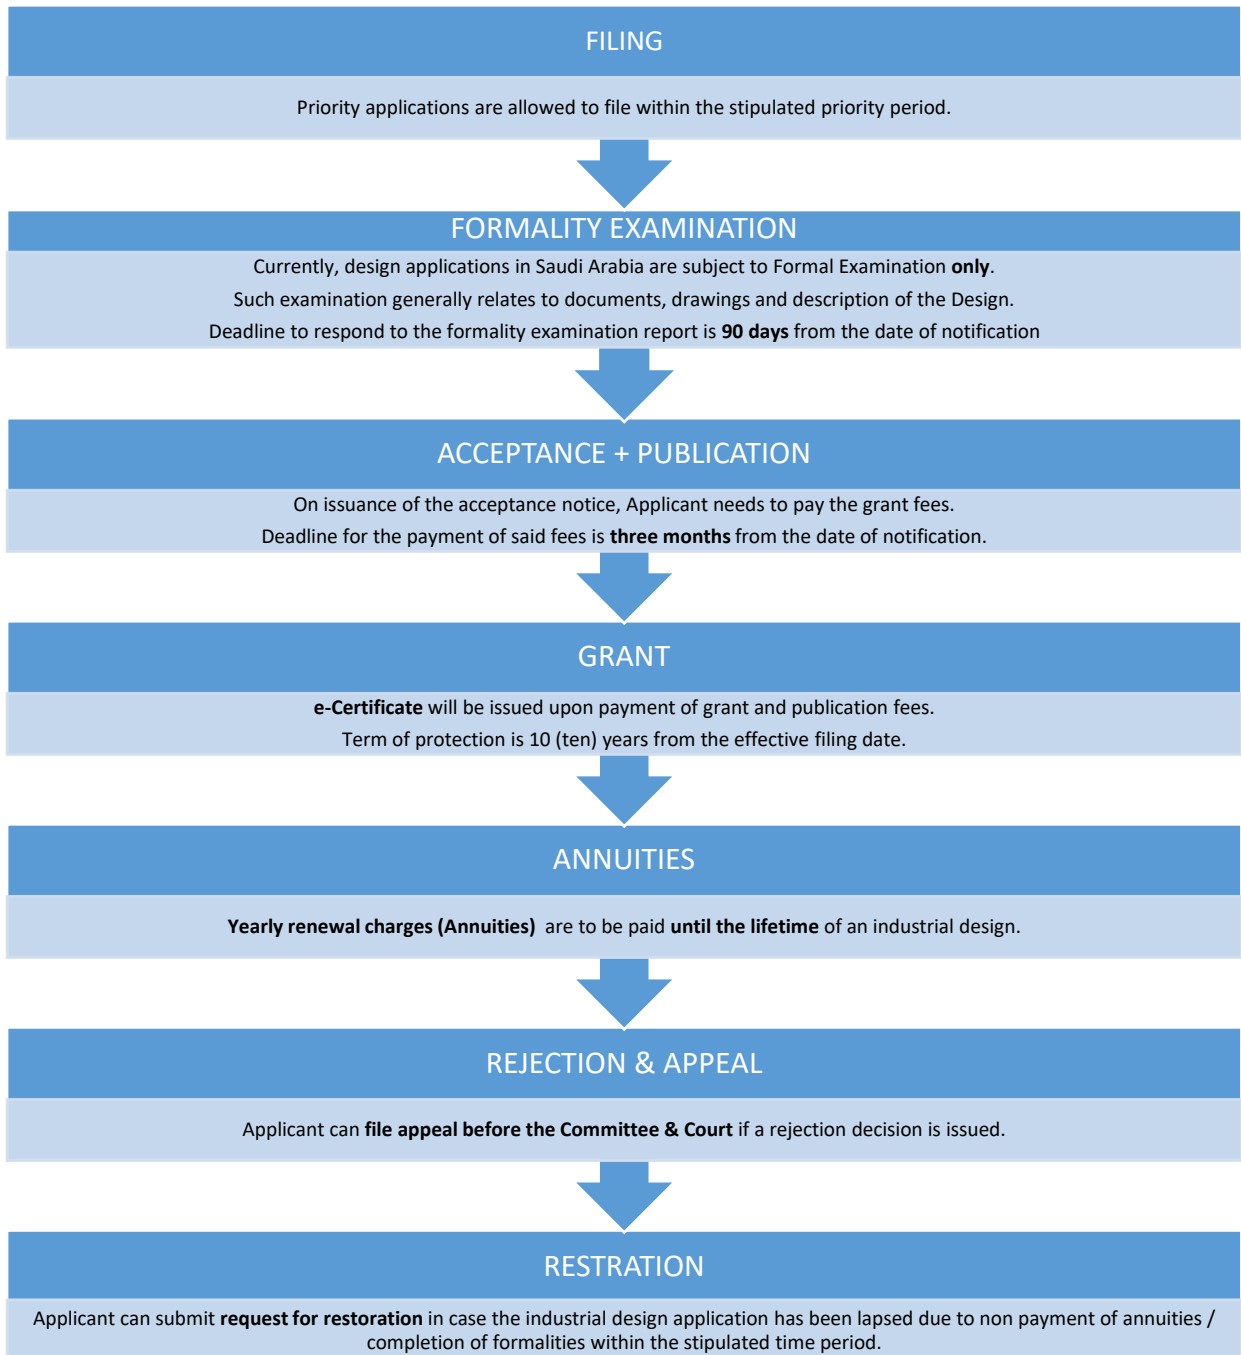 FILING
Priority applications are allowed to file within the stipulated priority period.
FORMALITY EXAMINATION
Currently, design applications in Saudi Arabia are subject to Formal Examination only.
Such examination generally relates to documents, drawings and description of the Design.
Deadline to respond to the formality examination report is 90 days from the date of notification
ACCEPTANCE + PUBLICATION
On issuance of the acceptance notice, Applicant needs to pay the grant fees.
Deadline for the payment of said fees is three months from the date of notification.
GRANT
e-Certificate will be issued upon payment of grant and publication fees.
Term of protection is 10 (ten) years from the effective filing date.
ANNUITIES
Yearly renewal charges (Annuities) are to be paid until the lifetime of an industrial design.
REJECTION & APPEAL
Applicant can file appeal before the Committee & Court if a rejection decision is issued.
RESTRATION
Applicant can submit request for restoration in case the industrial design application has been lapsed due to non payment of annuities /
completion of formalities within the stipulated time period.